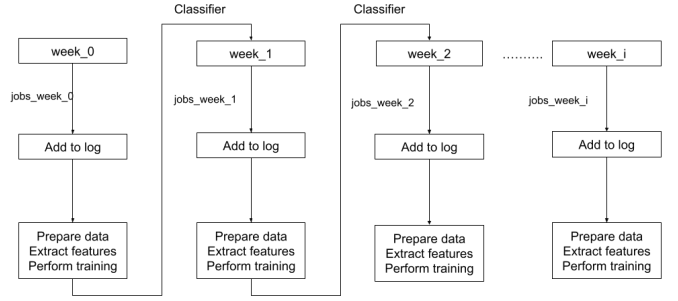 Classifier
Classifier
week_0
week_1
week_2
..........
week_i
jobs_week_0
jobs_week_1
jobs_week_2
jobs_week_i
Add to log
Add to log
Add to log
Add to log
Prepare data
Extract features
Perform training
Prepare data
Extract features
Perform training
Prepare data
Extract features
Perform training
Prepare data
Extract features
Perform training